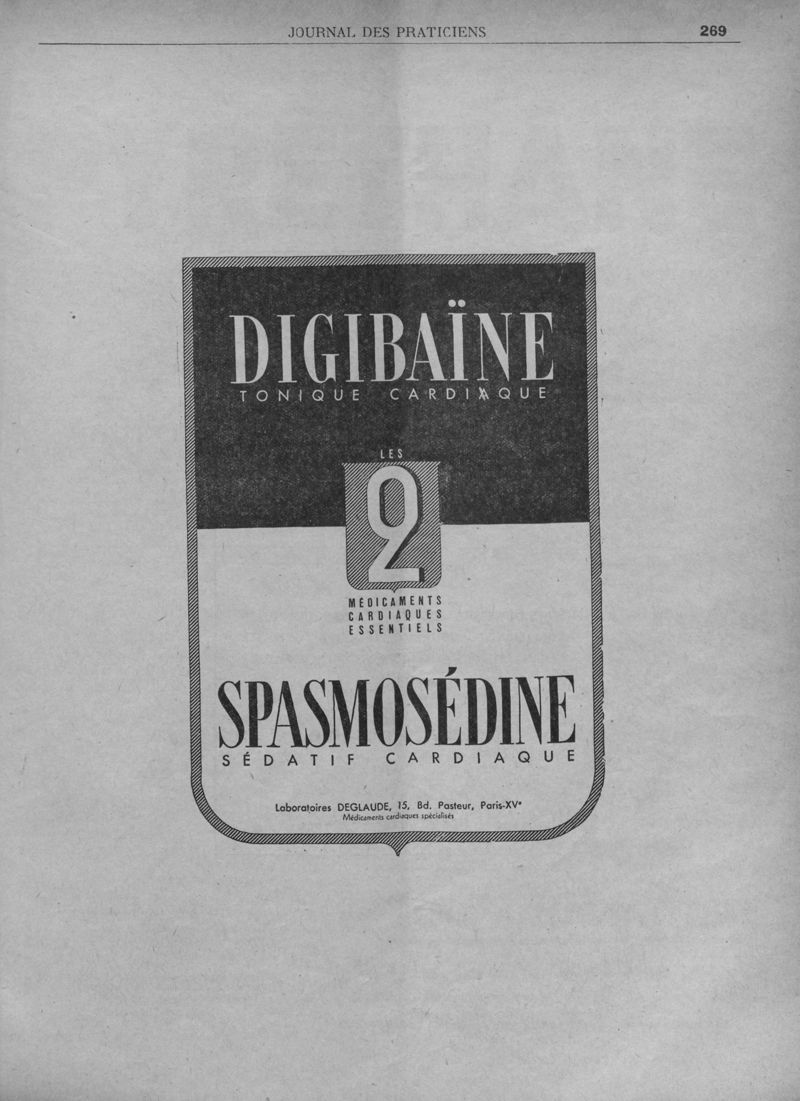 JOURNAL DES PRATICIENS 269
DIGIBAÏNE
TONIQUE CARDIAQUE
LES
2
MÉDICAMENTS
CARDIAQUES
ESSENTIELS
SPASMOSÉDINE
SÉDATIF CARDIAQUE
Laboratoires DEGLAUDE, 15, Bd. Pasteur, Paris-XVe
Médicaments cardiaques spécialisés